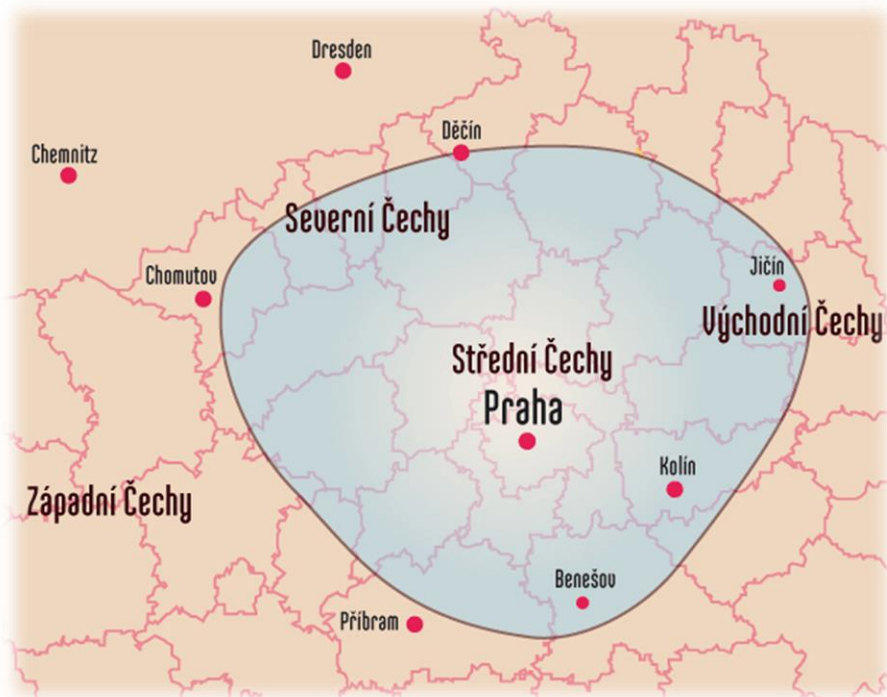 Dresden
Děčín
Chemnitz
Severní Čechy
Chomutov
Jičín
Východní Čechy
Střední Čechy
Praha
Kolín
Západní Čechy
Benešov
Příbram